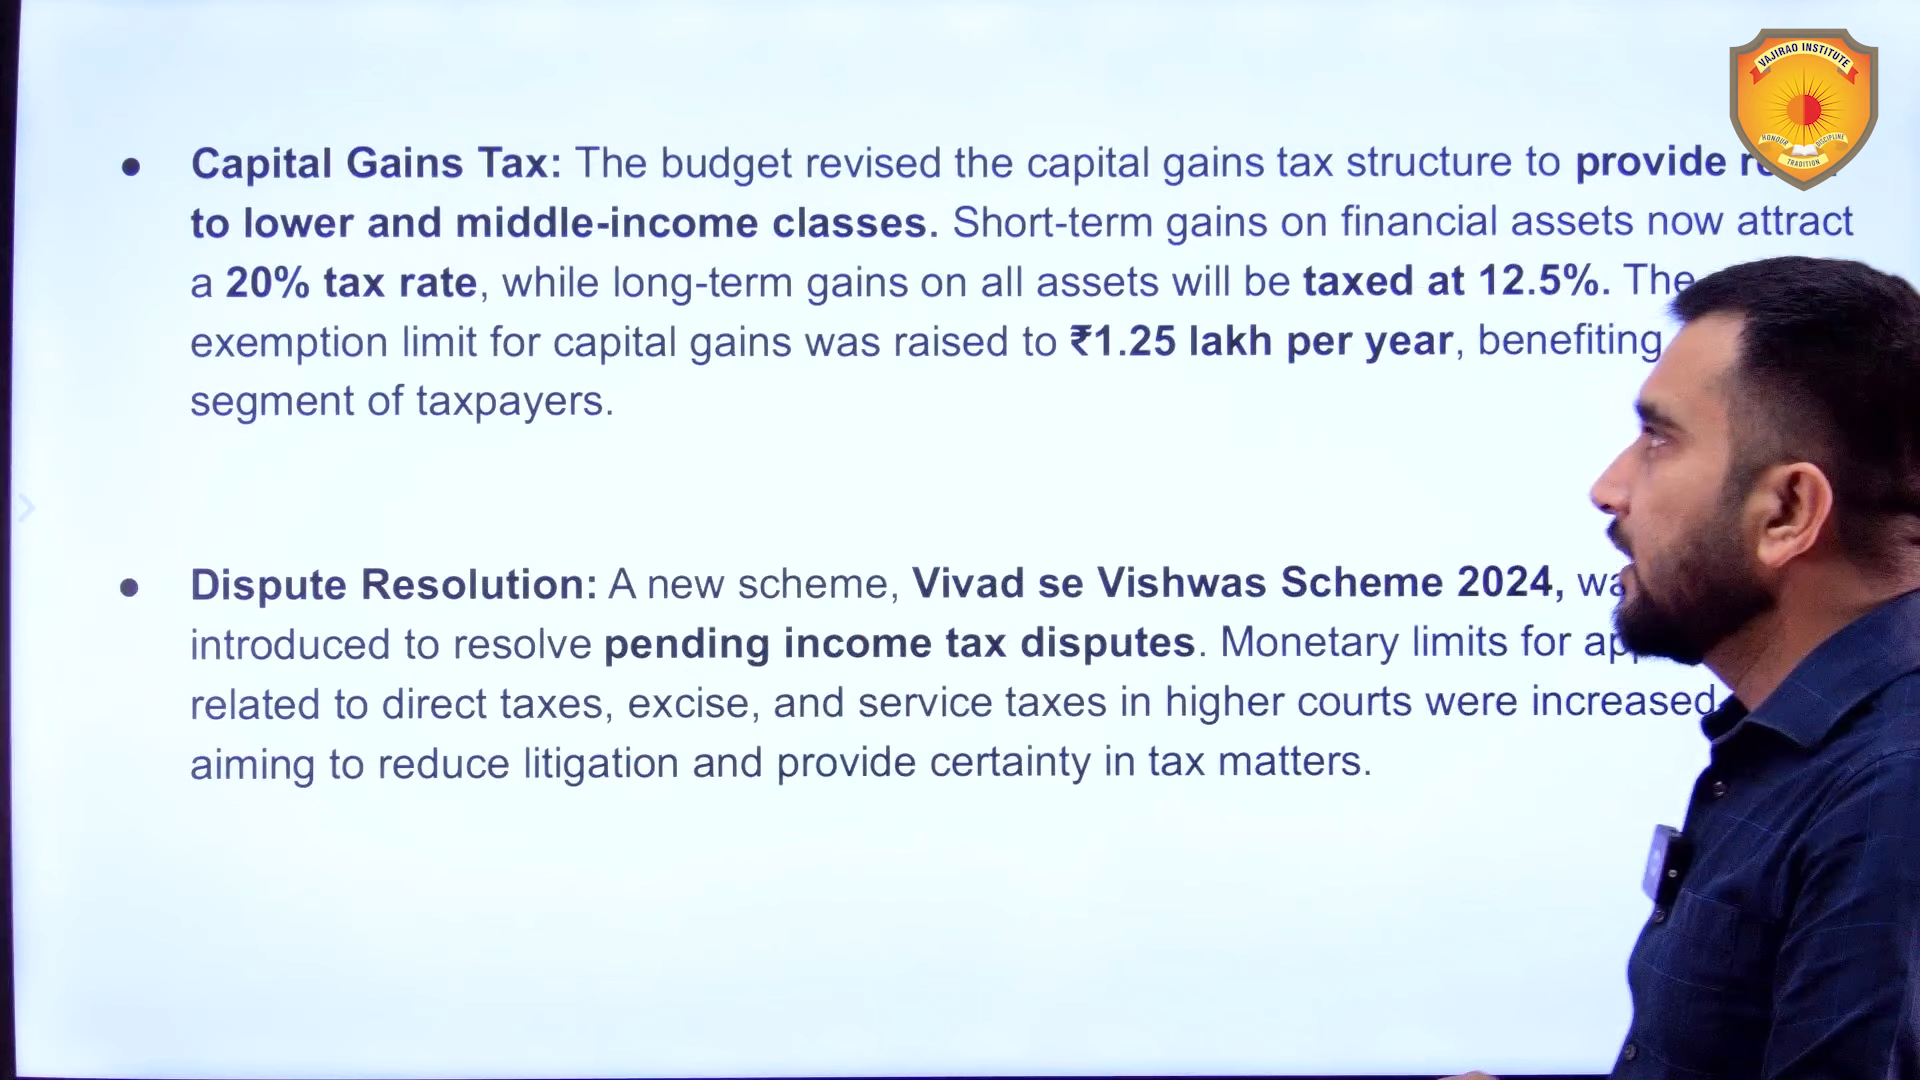 VAJIRAO INSTITUTE
HONOUR DISCIPLINE
TRADITION
● Capital Gains Tax: The budget revised the capital gains tax structure to provide
to lower and middle-income classes. Short-term gains on financial assets now attract
a 20% tax rate, while long-term gains on all assets will be taxed at 12.5%. The
exemption limit for capital gains was raised to ₹1.25 lakh per year, benefiting
segment of taxpayers.
● Dispute Resolution: A new scheme, Vivad se Vishwas Scheme 2024,
introduced to resolve pending income tax disputes. Monetary limits for
related to direct taxes, excise, and service taxes in higher courts were increased
aiming to reduce litigation and provide certainty in tax matters.